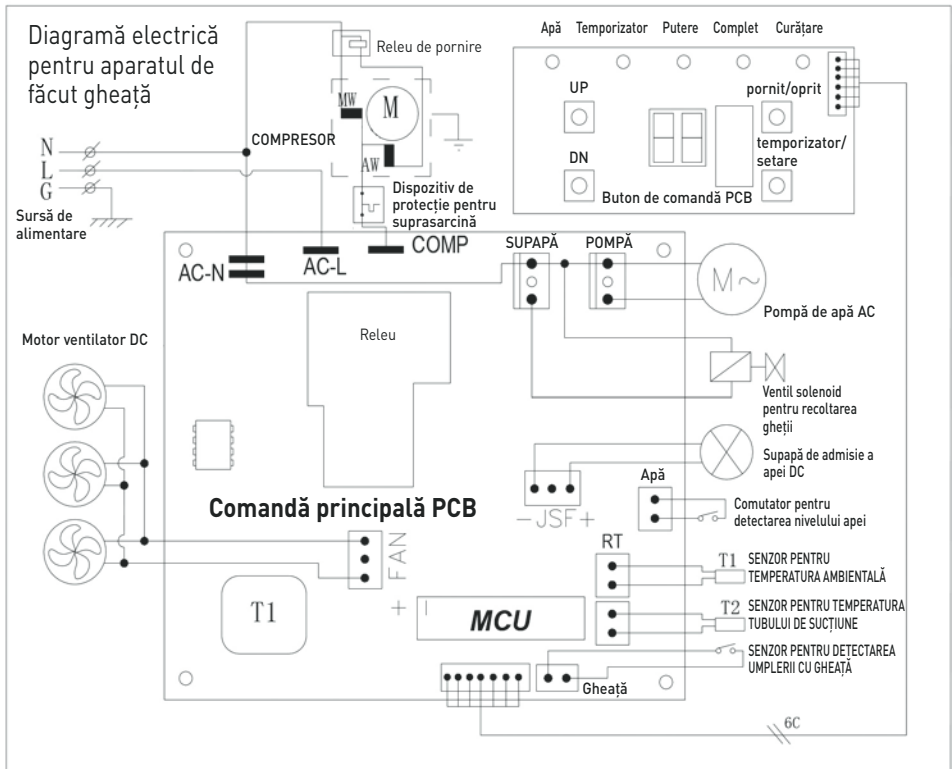 Diagramă electrică
pentru aparatul de
făcut gheață
Releu de pornire
MW
M
COMPRESOR
AW
N
L
G
Sursă de
alimentare
Dispozitiv de
protecție pentru
suprasarcină
Apă Temporizator Putere Complet Curățare
UP
pornit/oprit
DN
temporizator/
setare
Buton de comandă PCB
AC-N
AC-L
COMP
SUPAPĂ
POMPĂ
M~
Pompă de apă AC
Releu
Motor ventilator DC
Ventil solenoid
pentru recoltarea
gheții
Supapă de admisie a
apei DC
Comandă principală PCB
-JSF+
Apă
Comutator pentru
detectarea nivelului apei
FAN
RT
T1 SENZOR PENTRU
TEMPERATURA AMBIENTALĂ
T1
+
MCU
T2 SENZOR PENTRU TEMPERATURA
TUBULUI DE SUCȚIUNE
SENZOR PENTRU DETECTAREA
UMPLERII CU GHEAȚĂ
Gheață
6C